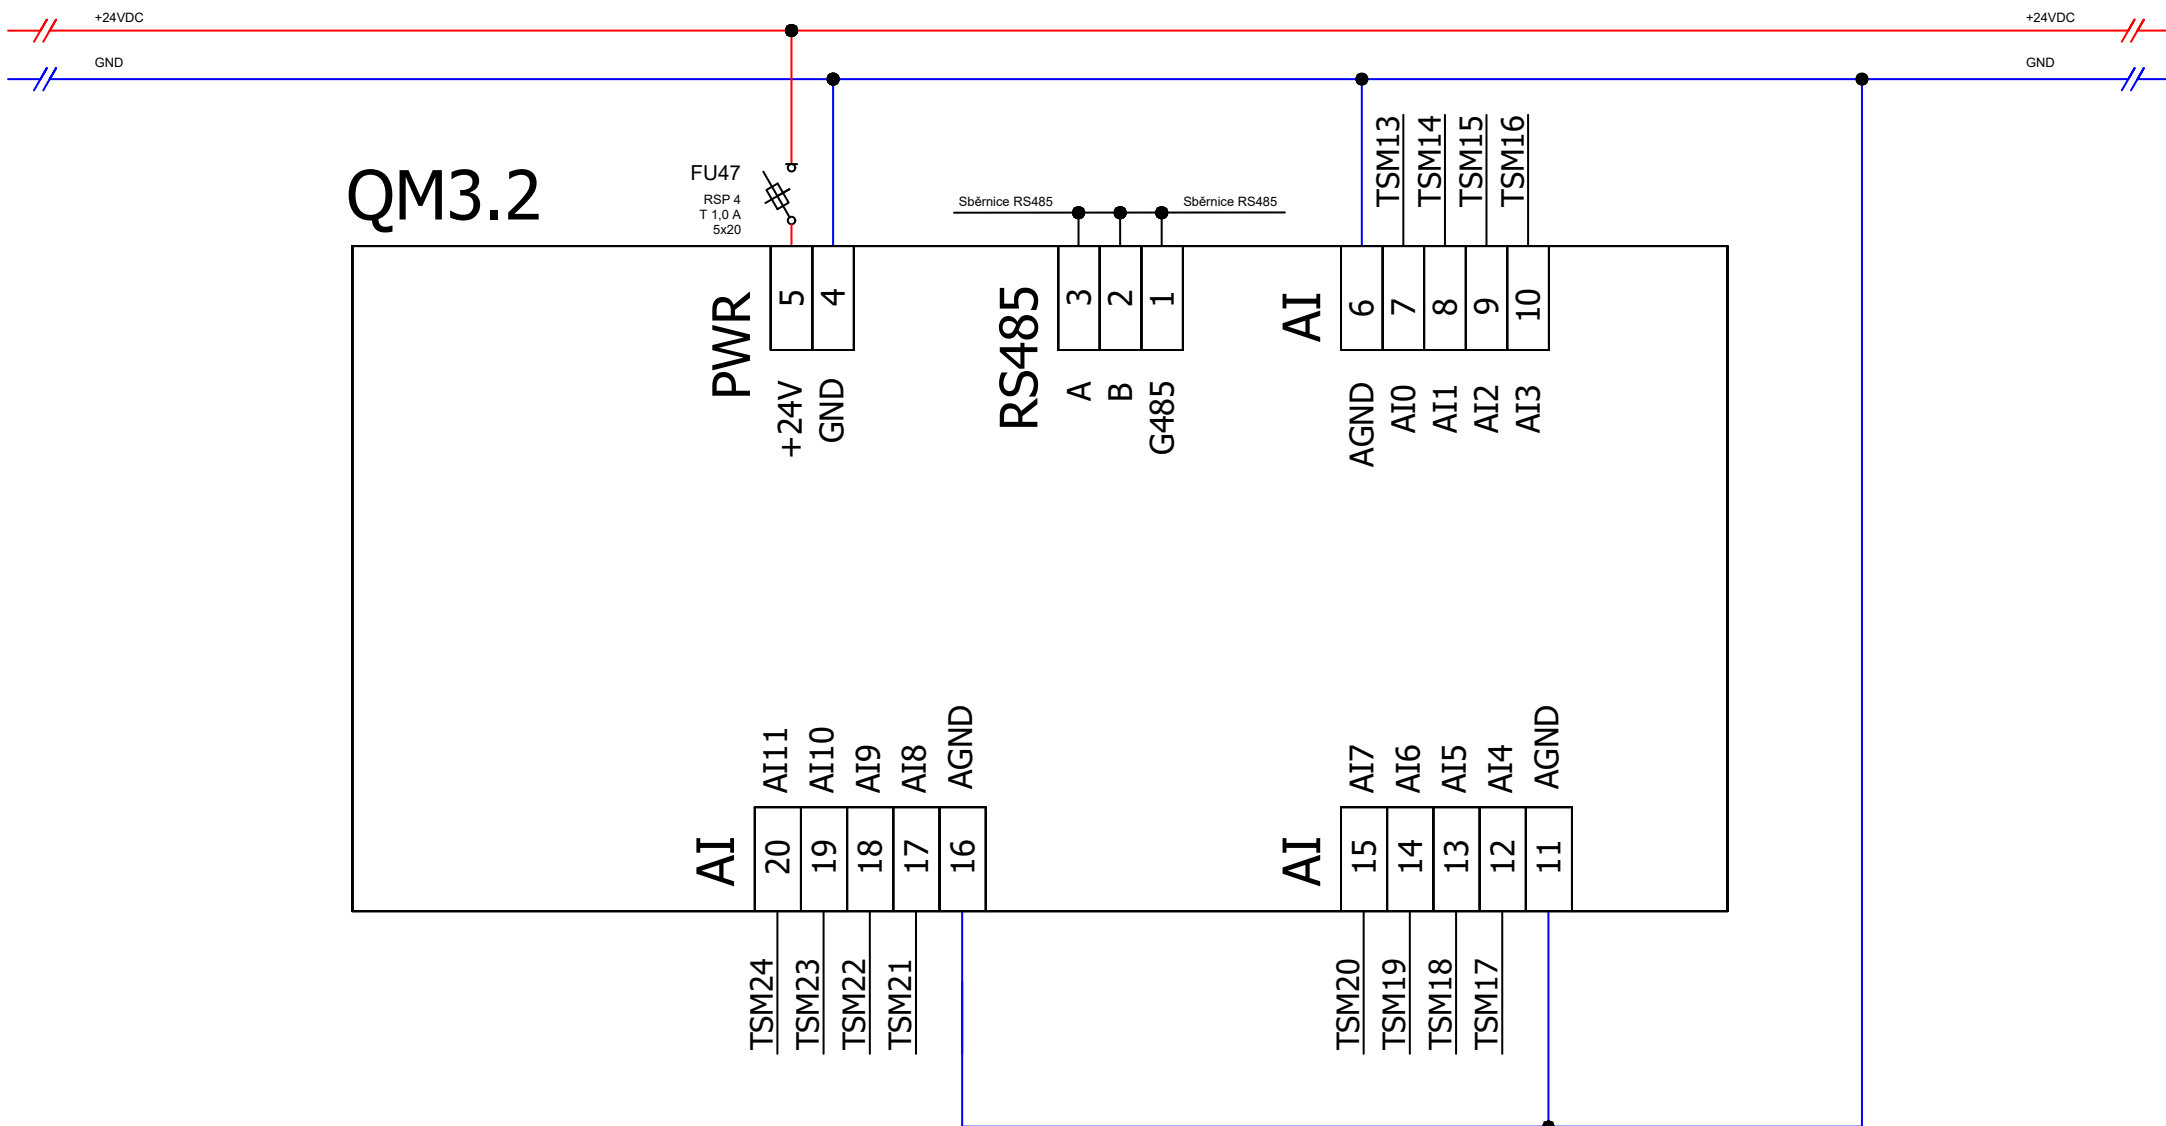 +24VDC
+24VDC
GND
GND
QM3.2
FU47
RSP 4
T 1,0 A
5x20
Sběrnice RS485
Sběrnice RS485
TSM13
TSM14
TSM15
TSM16
PWR
5
4
+24V
GND
RS485
3
2
1
A
B
G485
AI
6
7
8
9
10
AGND
AI0
AI1
AI2
AI3
AI11
AI10
AI9
AI8
AGND
AI
20
19
18
17
16
TSM24
TSM23
TSM22
TSM21
AI7
AI6
AI5
AI4
AGND
AI
15
14
13
12
11
TSM20
TSM19
TSM18
TSM17